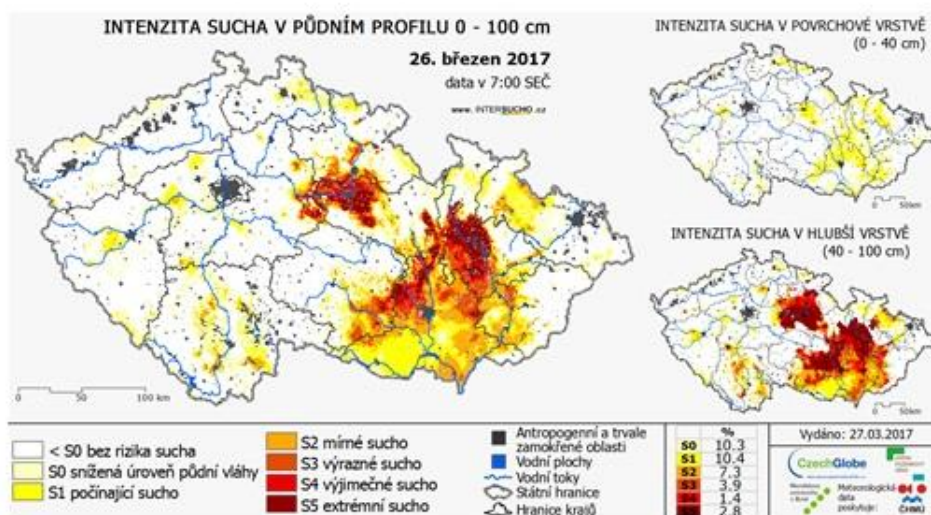 INTENZITA SUCHA V PŮDNÍM PROFILU 0 - 100 cm
26. březen 2017
data v 7:00 SEČ
www.INTERSUCHO.cz
INTENZITA SUCHA V POVRCHOVÉ VRSTVĚ
(0 - 40 cm)
0 50km
INTENZITA SUCHA V HLUBŠÍ VRSTVĚ
(40 - 100 cm)
0 50km
0 50 100 km
< S0 bez rizika sucha
S0 snížená úroveň půdní vláhy
S1 počínající sucho
S2 mírné sucho
S3 výrazné sucho
S4 výjimečné sucho
S5 extrémní sucho
Antropogenní a trvale
zamokřené oblasti
Vodní plochy
Vodní toky
Státní hranice
Hranice krajů
%
S0 10.3
S1 10.4
S2 7.3
S3 3.9
S4 1.4
S5 2.8
Vydáno: 27.03.2017
CzechGlobe
Meteorologická
data
poskytuje:
ČHMÚ